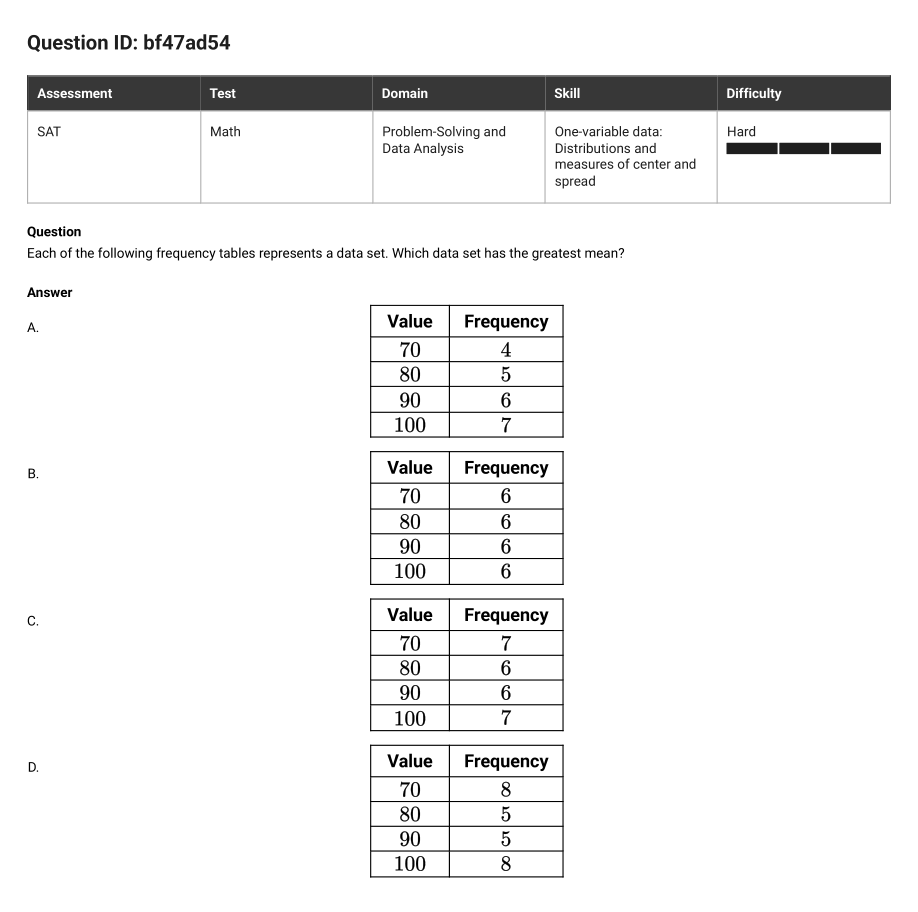 Question ID: bf47ad54
Assessment Test Domain Skill Difficulty
SAT Math Problem-Solving and Data Analysis One-variable data: Distributions and measures of center and spread Hard
Question
Each of the following frequency tables represents a data set. Which data set has the greatest mean?
Answer
A.
Value Frequency
70 4
80 5
90 6
100 7
B.
Value Frequency
70 6
80 6
90 6
100 6
C.
Value Frequency
70 7
80 6
90 6
100 7
D.
Value Frequency
70 8
80 5
90 5
100 8